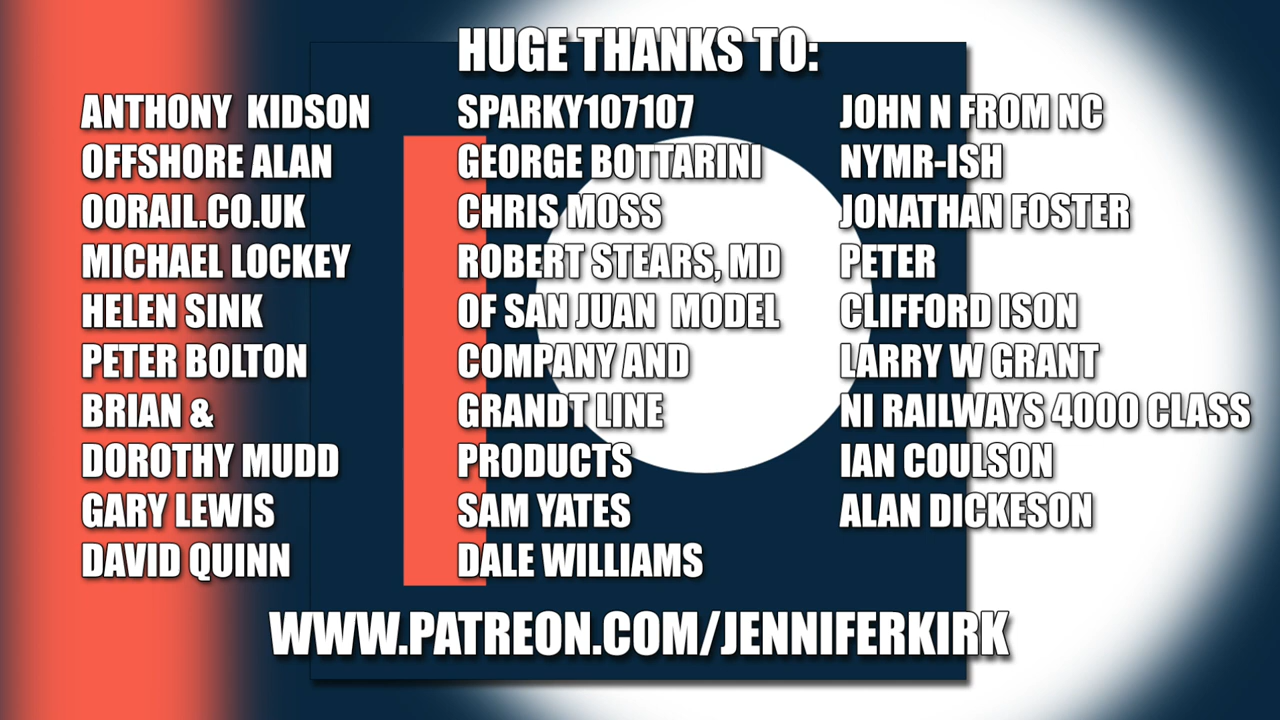 HUGE THANKS TO:
ANTHONY KIDSON
OFFSHORE ALAN
OORAIL.CO.UK
MICHAEL LOCKEY
HELEN SINK
PETER BOLTON
BRIAN &
DOROTHY MUDD
GARY LEWIS
DAVID QUINN
SPARKY107107
GEORGE BOTTARINI
CHRIS MOSS
ROBERT STEARS, MD
OF SAN JUAN MODEL
COMPANY AND
GRANDT LINE
PRODUCTS
SAM YATES
DALE WILLIAMS
JOHN N FROM NC
NYMR-ISH
JONATHAN FOSTER
PETER
CLIFFORD ISON
LARRY W GRANT
NI RAILWAYS 4000 CLASS
IAN COULSON
ALAN DICKESON
WWW.PATREON.COM/JENNIFERKIRK